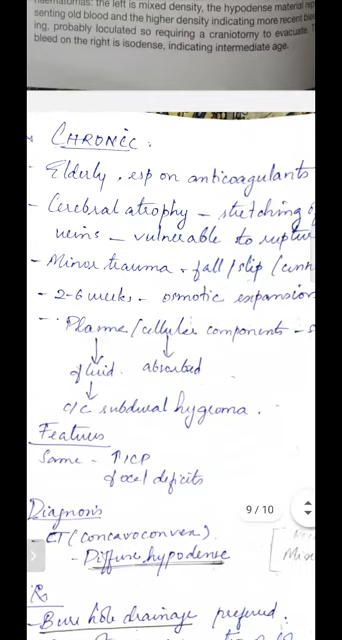 haematomas: the left is mixed density, the hypodense material rep
senting old blood and the higher density indicating more recent blee
ing, probably loculated so requiring a craniotomy to evacuate.
bleed on the right is isodense, indicating intermediate age.
CHRONIC :
- Elderly, esp on anticoagulants
- Cerebral atrophy - stretching of
veins - vulnerable to ruptur
- Minor trauma - fall/slip
- 2-6 weeks - osmotic expansion
- Plasma/cellular components -
↓ ↓
fluid. absorbed
↓
c/c subdural hygroma.
Features
Same - ↑ICP
focal deficits
Diagnosis
9 / 10
- CT (concavoconvex)
- Diffuse hypodense
Rx
- Burr hole drainage preferred.